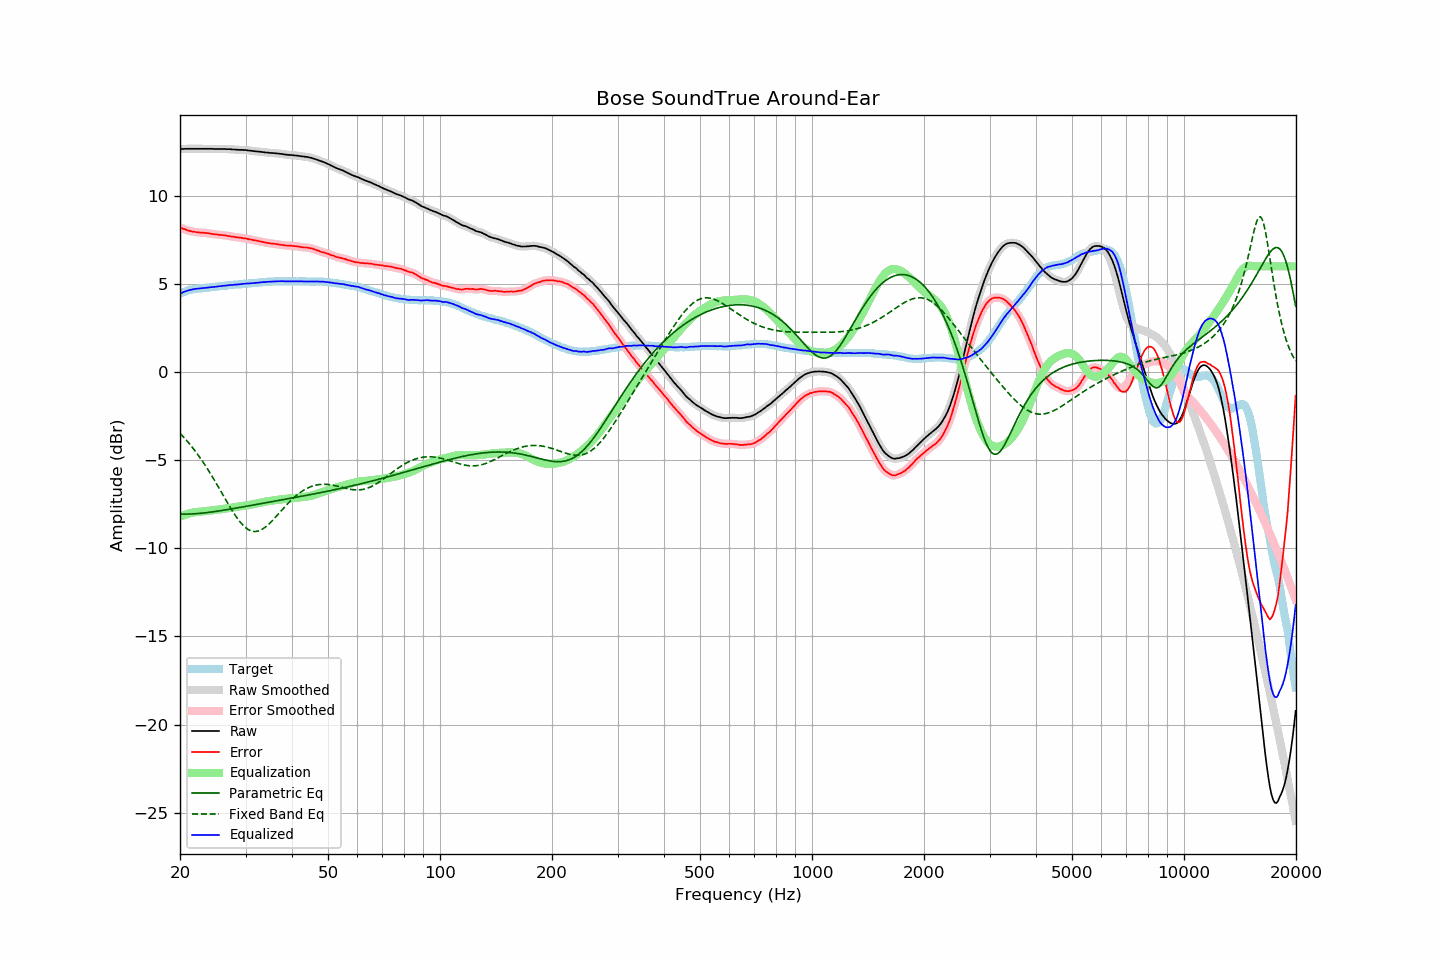 Bose SoundTrue Around-Ear
Amplitude (dBr)
10
5
0
−5
−10
−15
−20
−25
Target
Raw Smoothed
Error Smoothed
Raw
Error
Equalization
Parametric Eq
Fixed Band Eq
Equalized
20 50 100 200 500 1000 2000 5000 10000 20000
Frequency (Hz)